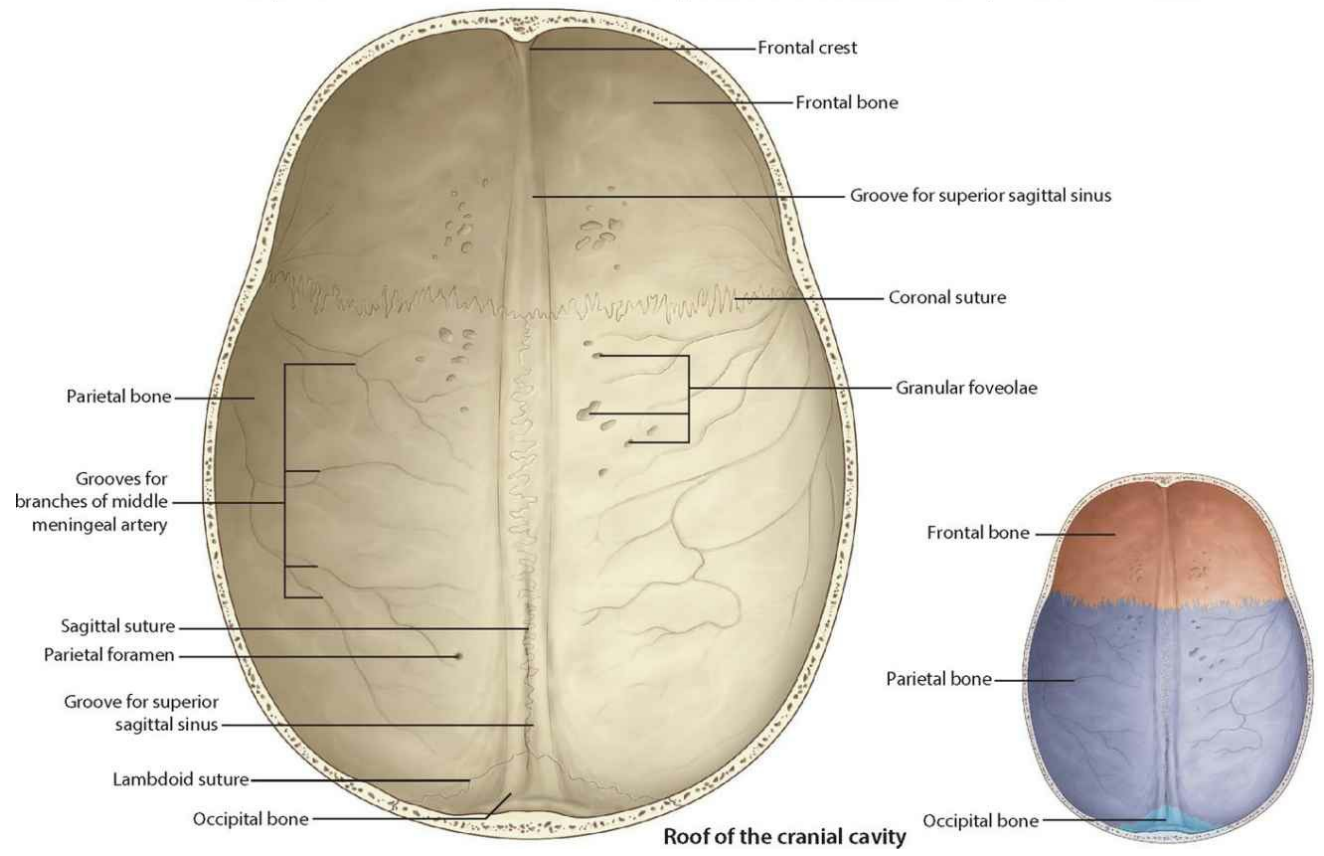 Frontal crest
Frontal bone
Groove for superior sagittal sinus
Coronal suture
Granular foveolae
Parietal bone
Grooves for
branches of middle
meningeal artery
Sagittal suture
Parietal foramen
Groove for superior
sagittal sinus
Lambdoid suture
Occipital bone
Roof of the cranial cavity
Frontal bone
Parietal bone
Occipital bone